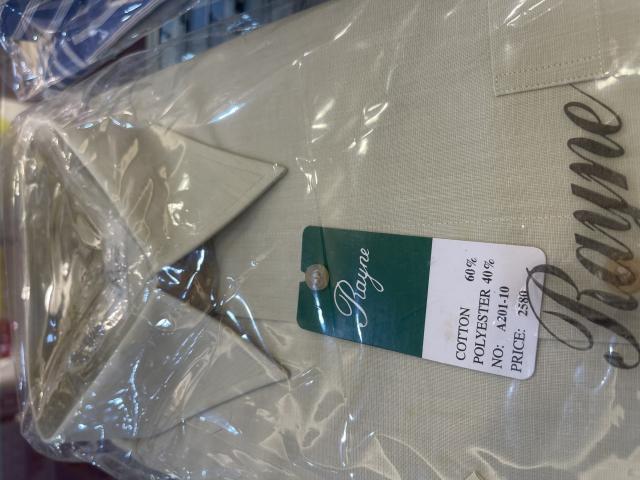 Rayne
COTTON 60%
POLYESTER 40%
NO: A201-10
PRICE: 2580
Rayne